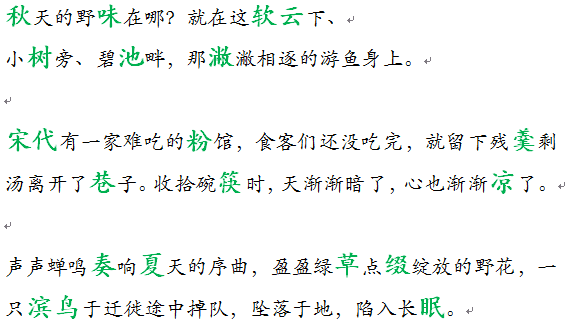 秋天的野味在哪？就在这软云下、
小树旁、碧池畔，那潎潎相逐的游鱼身上。
宋代有一家难吃的粉馆，食客们还没吃完，就留下残羹剩
汤离开了巷子。收拾碗筷时，天渐渐暗了，心也渐渐凉了。
声声蝉鸣奏响夏天的序曲，盈盈绿草点缀绽放的野花，一
只滨鸟于迁徙途中掉队，坠落于地，陷入长眠。